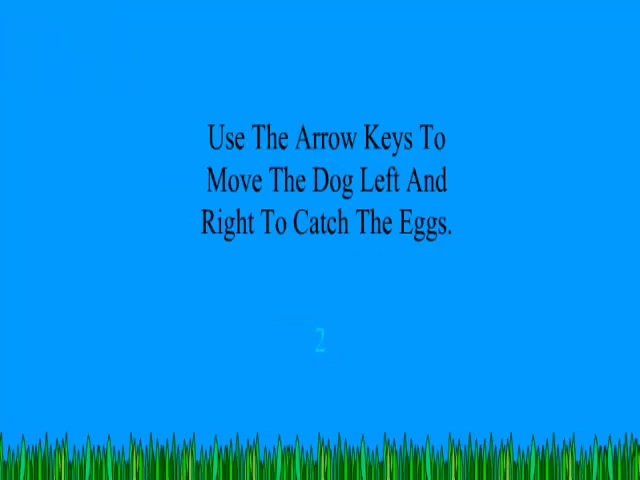 Use The Arrow Keys To
Move The Dog Left And
Right To Catch The Eggs.
2